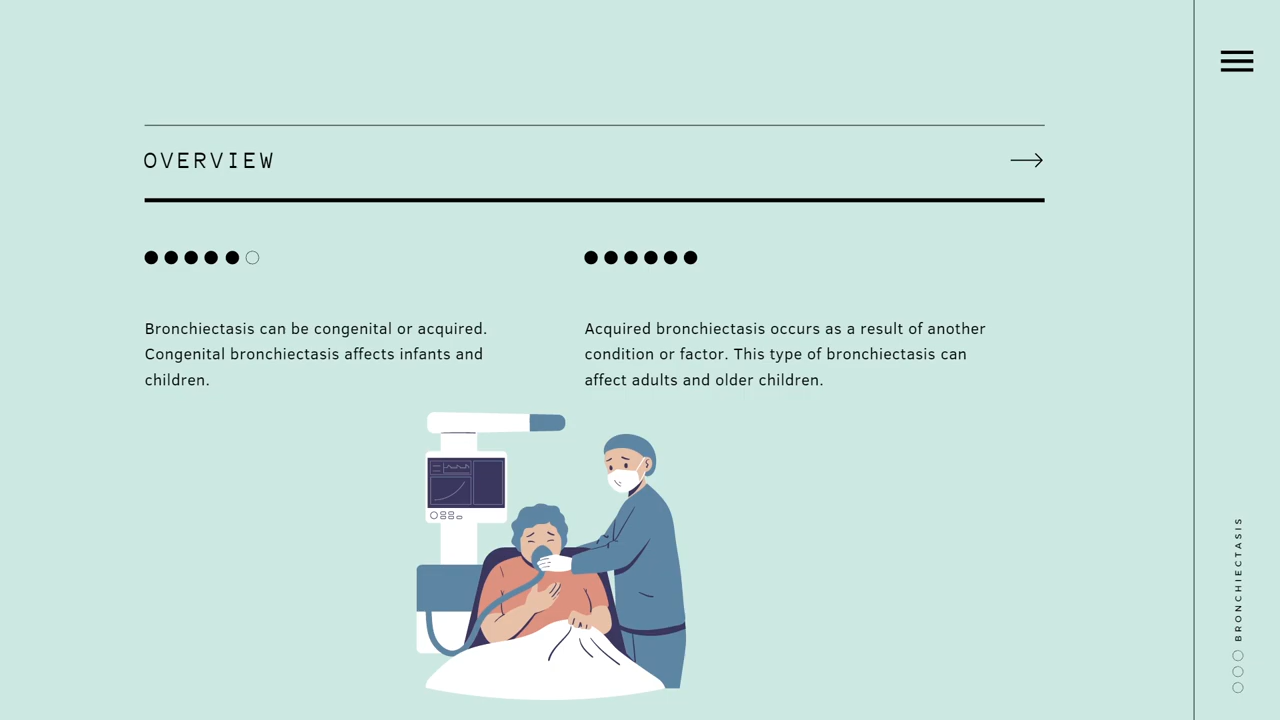 OVERVIEW
Bronchiectasis can be congenital or acquired.
Congenital bronchiectasis affects infants and
children.
Acquired bronchiectasis occurs as a result of another
condition or factor. This type of bronchiectasis can
affect adults and older children.
BRONCHIECTASIS